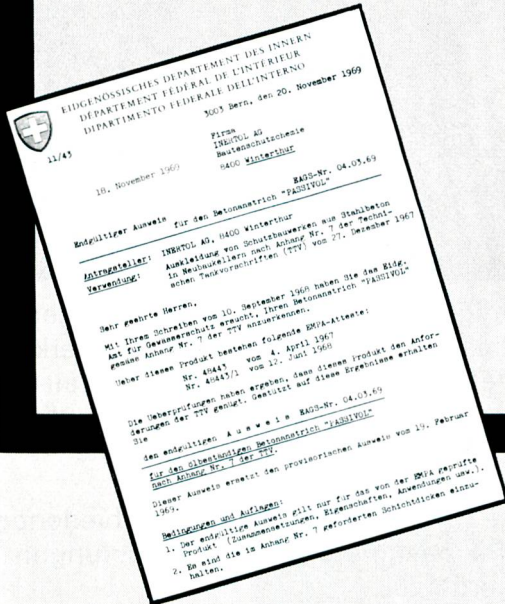 EIDGENÖSSISCHES DEPARTEMENT DES INNERN
DÉPARTEMENT FÉDÉRAL DE L'INTÉRIEUR
DIPARTIMENTO FEDERALE DELL'INTERNO
3003 Bern, den 20. November 1969
11/43
Firma
INERTOL AG
Bautenschutzchemie
8400 Winterthur
18. November 1969
EAGS-Nr. 04.03.69
Endgültiger Ausweis für den Betonanstrich "PASSIVOL"
Antragsteller: INERTOL AG, 8400 Winterthur
Verwendung: Auskleidung von Schutzbauwerken aus Stahlbeton
in Neubaukellern nach Anhang Nr. 7 der Techni-
schen Tankvorschriften (TTV) vom 27. Dezember 1967
Sehr geehrte Herren,
Mit Ihrem Schreiben vom 10. September 1968 haben Sie das Eidg.
Amt für Gewässerschutz ersucht, Ihren Betonanstrich "PASSIVOL"
gemäss Anhang Nr. 7 der TTV anzuerkennen.
Ueber dieses Produkt bestehen folgende EMPA-Atteste:
Nr. 48443 vom 4. April 1967
Nr. 48443/1 vom 12. Juni 1968
Die Ueberprüfungen haben ergeben, dass dieses Produkt den Anfor-
derungen der TTV genügt. Gestützt auf diese Ergebnisse erhalten
Sie
den endgültigen A u s w e i s EAGS-Nr. 04.03.69
für den ölbeständigen Betonanstrich "PASSIVOL"
nach Anhang Nr. 7 der TTV.
Dieser Ausweis ersetzt den provisorischen Ausweis vom 19. Februar
1969.
Bedingungen und Auflagen:
1. Der endgültige Ausweis gilt nur für das von der EMPA geprüfte
Produkt (Zusammensetzungen, Eigenschaften, Anwendungen usw.).
2. Es sind die in Anhang Nr. 7 geforderten Schichtdicken einzu-
halten.